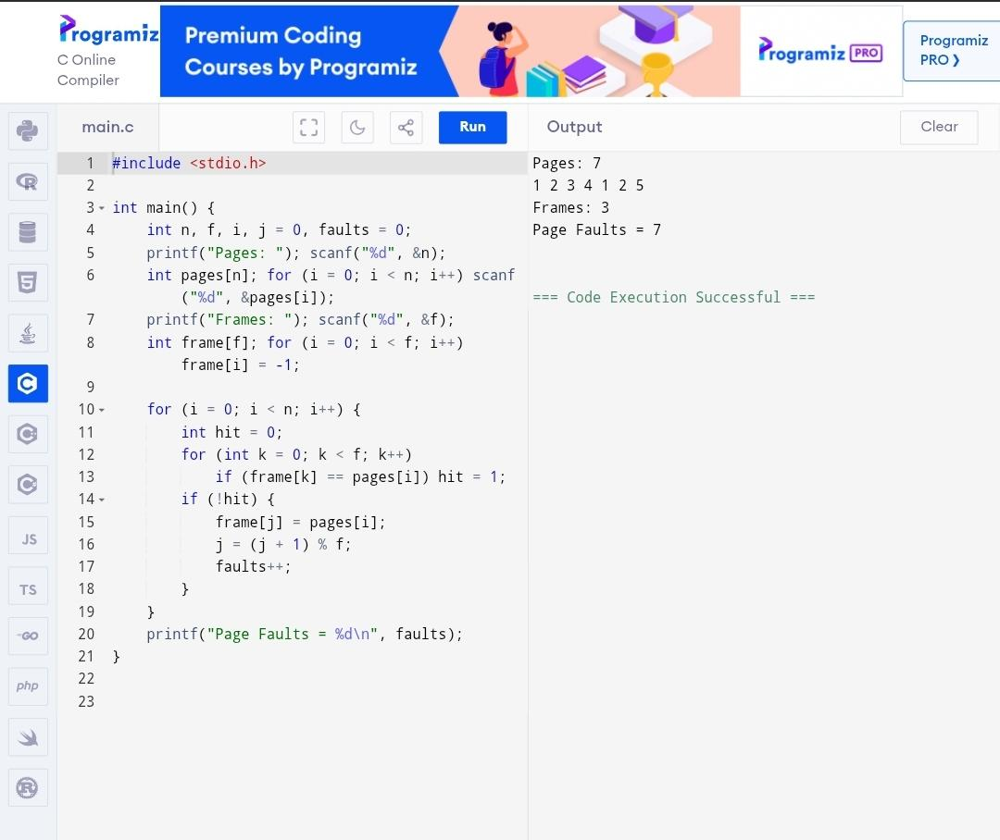 Programiz
C Online
Compiler
Premium Coding
Courses by Programiz
Programiz PRO
Programiz
PRO ❯
main.c
Run
Output
Clear
1 #include <stdio.h>
2
3 int main() {
4     int n, f, i, j = 0, faults = 0;
5     printf("Pages: "); scanf("%d", &n);
6     int pages[n]; for (i = 0; i < n; i++) scanf
        ("%d", &pages[i]);
7     printf("Frames: "); scanf("%d", &f);
8     int frame[f]; for (i = 0; i < f; i++)
        frame[i] = -1;
9
10     for (i = 0; i < n; i++) {
11         int hit = 0;
12         for (int k = 0; k < f; k++)
13             if (frame[k] == pages[i]) hit = 1;
14         if (!hit) {
15             frame[j] = pages[i];
16             j = (j + 1) % f;
17             faults++;
18         }
19     }
20     printf("Page Faults = %d\n", faults);
21 }
22
23
Pages: 7
1 2 3 4 1 2 5
Frames: 3
Page Faults = 7
=== Code Execution Successful ===
R
5
C
C
C
JS
TS
GO
php
R